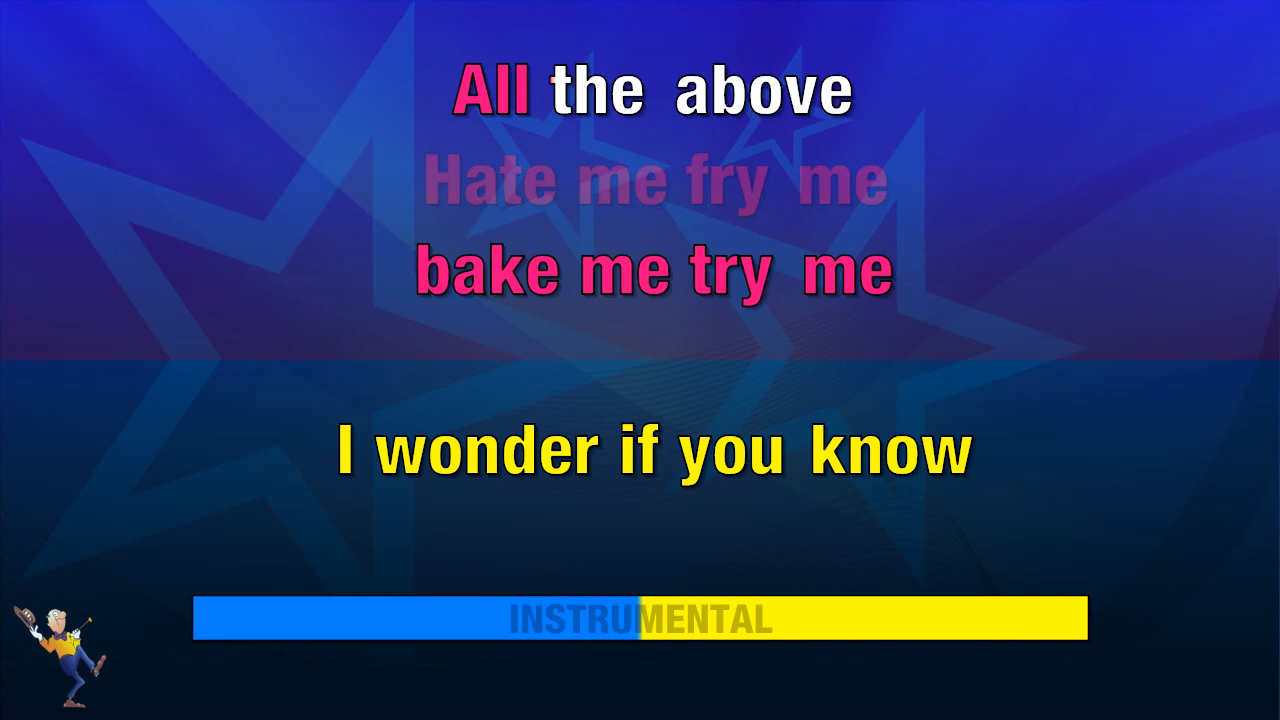 All the above
Hate me fry me
bake me try me
I wonder if you know
INSTRUMENTAL